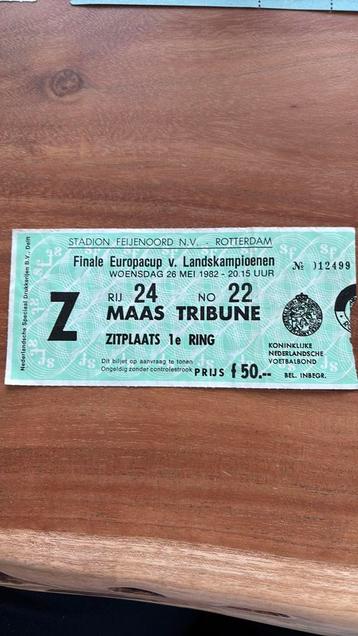 STADION FEIJENOORD N.V. - ROTTERDAM
Finale Europacup v. Landskampioenen
WOENSDAG 26 MEI 1982 - 20.15 UUR
№ 012499
Z
RIJ 24 NO 22
MAAS TRIBUNE
ZITPLAATS 1e RING
Dit biljet op aanvraag te tonen
Ongeldig zonder controlestrook
PRIJS f 50.--
KONINKLIJKE
NEDERLANDSCHE
VOETBALBOND
BEL. INBEGR.
Nederlandsche Speciaal Drukkerijen B.V., Delft